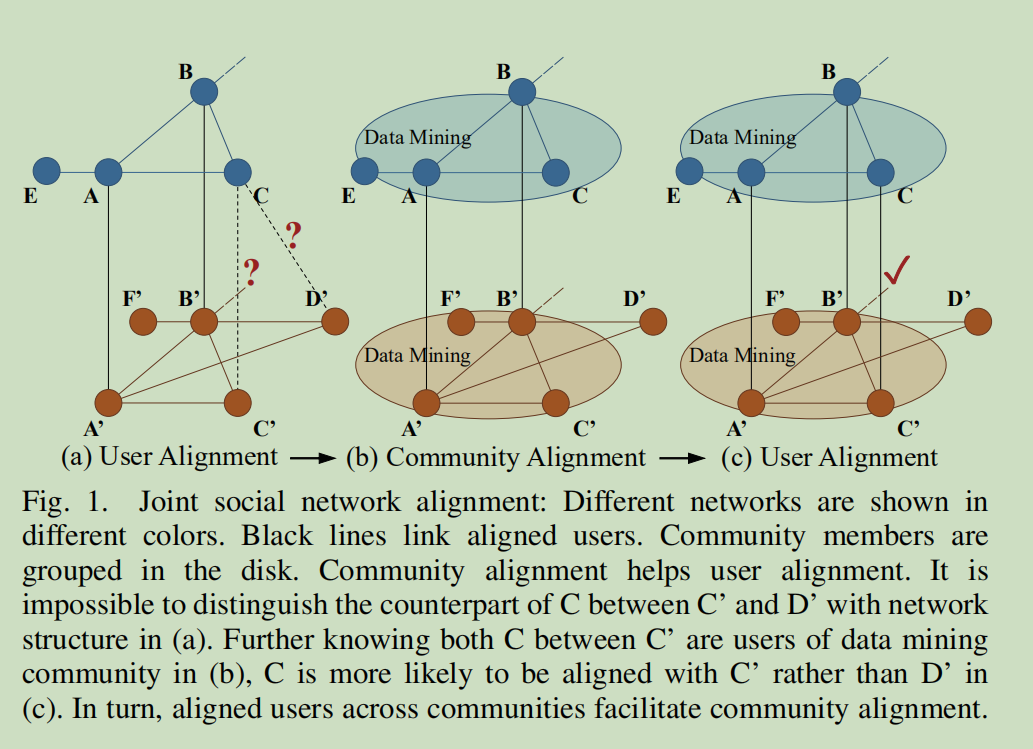 B B B
Data Mining Data Mining
E A C E A C E A C
?
?
F’ B’ D’ F’ B’ D’ F’ B’ D’
Data Mining Data Mining
A’ C’ A’ C’ A’ C’
(a) User Alignment (b) Community Alignment (c) User Alignment
Fig. 1. Joint social network alignment: Different networks are shown in
different colors. Black lines link aligned users. Community members are
grouped in the disk. Community alignment helps user alignment. It is
impossible to distinguish the counterpart of C between C’ and D’ with network
structure in (a). Further knowing both C between C’ are users of data mining
community in (b), C is more likely to be aligned with C’ rather than D’ in
(c). In turn, aligned users across communities facilitate community alignment.